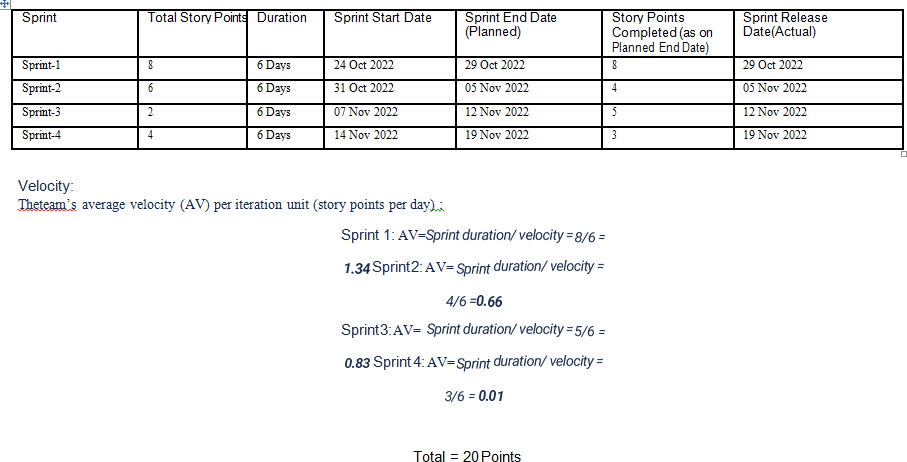 Sprint Total Story Points Duration Sprint Start Date Sprint End Date (Planned) Story Points Completed (as on Planned End Date) Sprint Release Date(Actual)
Sprint-1 8 6 Days 24 Oct 2022 29 Oct 2022 8 29 Oct 2022
Sprint-2 6 6 Days 31 Oct 2022 05 Nov 2022 4 05 Nov 2022
Sprint-3 2 6 Days 07 Nov 2022 12 Nov 2022 5 12 Nov 2022
Sprint-4 4 6 Days 14 Nov 2022 19 Nov 2022 3 19 Nov 2022
Velocity:
Theteam's average velocity (AV) per iteration unit (story points per day) ;
Sprint 1: AV=Sprint duration/ velocity =8/6 =
1.34 Sprint2: AV= Sprint duration/ velocity =
4/6 =0.66
Sprint3: AV= Sprint duration/ velocity =5/6 =
0.83 Sprint 4: AV=Sprint duration/ velocity =
3/6 = 0.01
Total = 20 Points